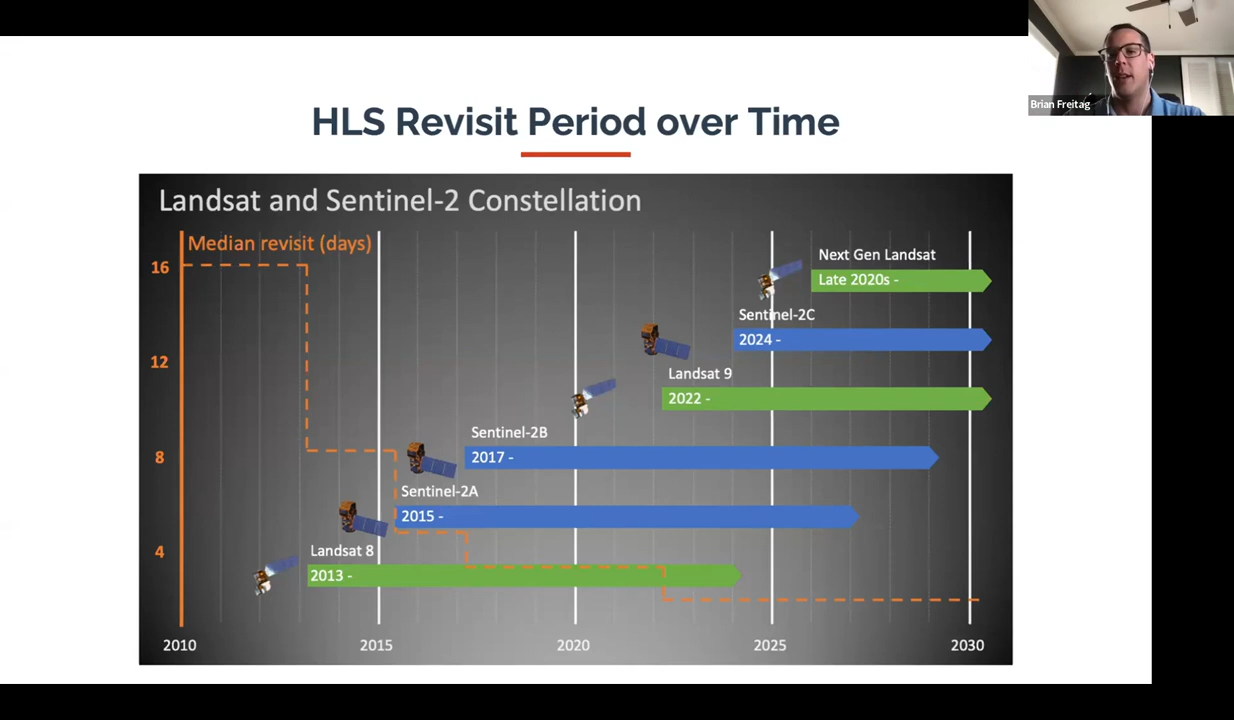 Brian Freitag
HLS Revisit Period over Time
Landsat and Sentinel-2 Constellation
Median revisit (days)
16
12
8
4
Next Gen Landsat
Late 2020s -
Sentinel-2C
2024 -
Landsat 9
2022 -
Sentinel-2B
2017 -
Sentinel-2A
2015 -
Landsat 8
2013 -
2010
2015
2020
2025
2030